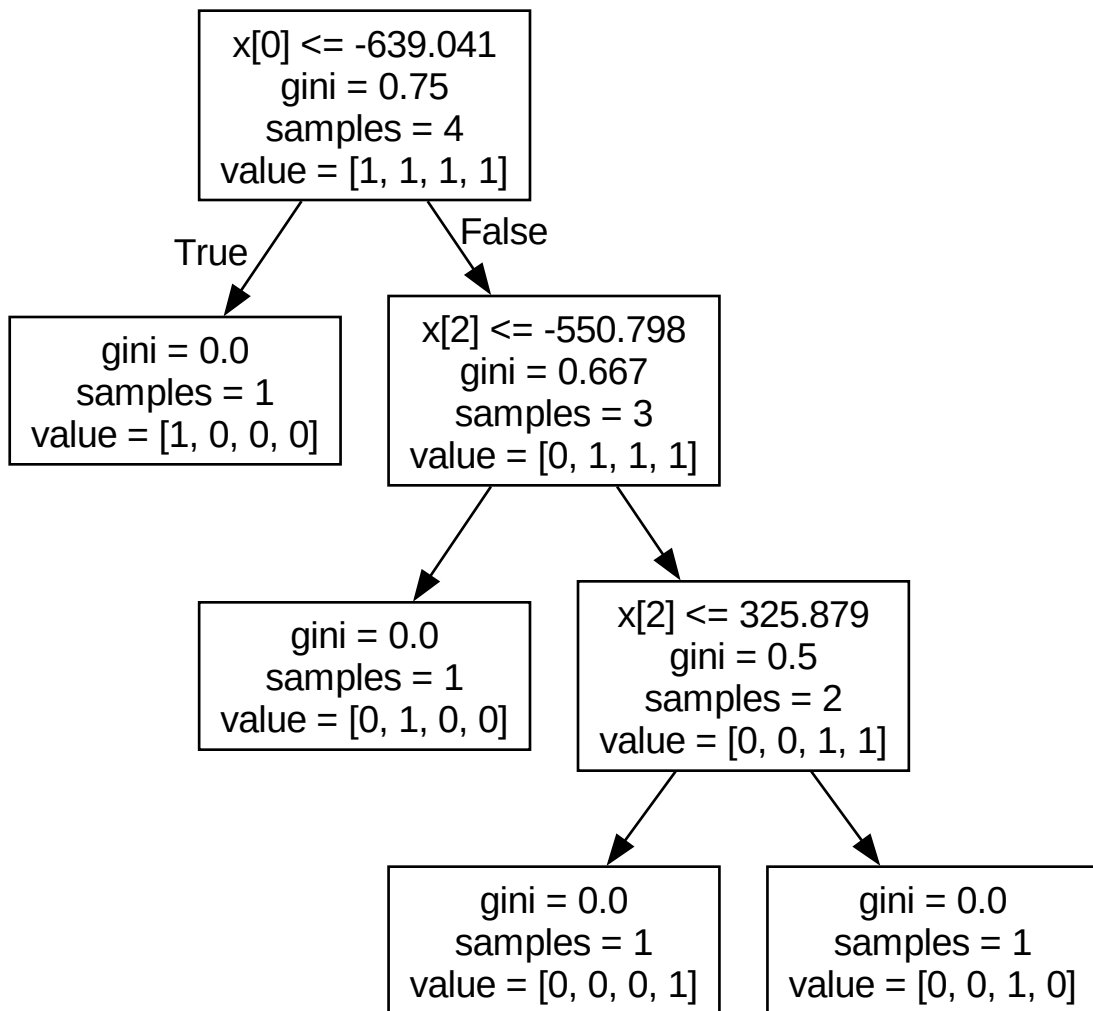 x[0] <= -639.041
gini = 0.75
samples = 4
value = [1, 1, 1, 1]
True
False
gini = 0.0
samples = 1
value = [1, 0, 0, 0]
x[2] <= -550.798
gini = 0.667
samples = 3
value = [0, 1, 1, 1]
gini = 0.0
samples = 1
value = [0, 1, 0, 0]
x[2] <= 325.879
gini = 0.5
samples = 2
value = [0, 0, 1, 1]
gini = 0.0
samples = 1
value = [0, 0, 0, 1]
gini = 0.0
samples = 1
value = [0, 0, 1, 0]